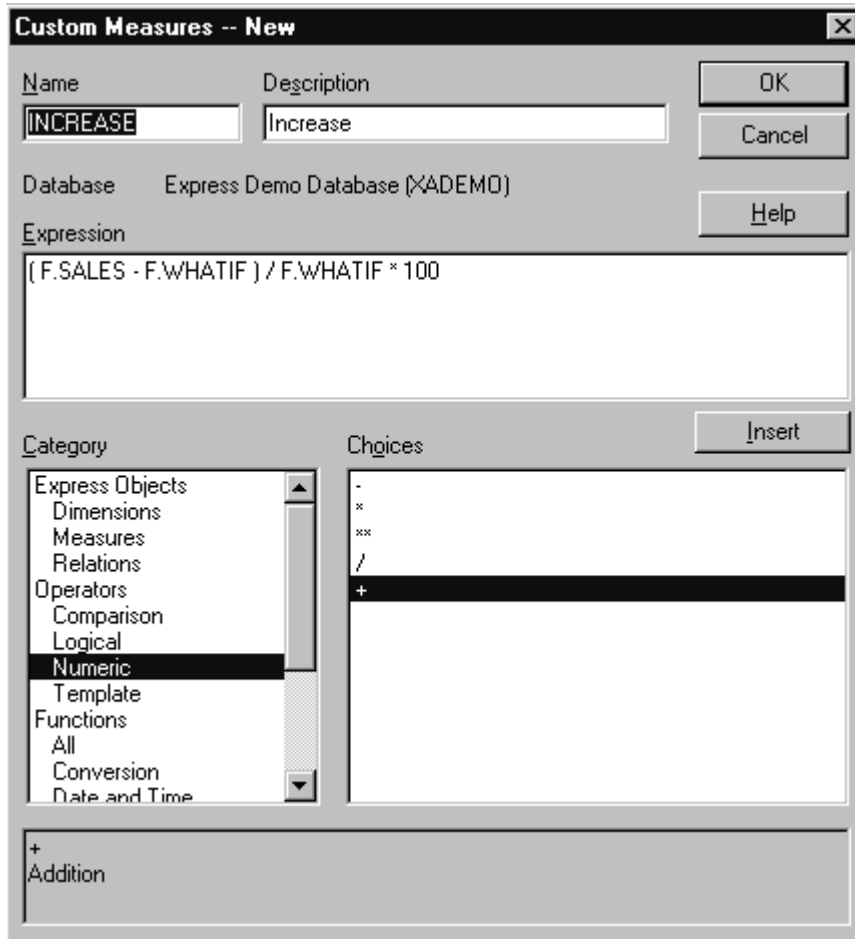 Custom Measures -- New
Name
Description
OK
INCREASE
Increase
Cancel
Database Express Demo Database (XADEMO)
Help
Expression
( F.SALES - F.WHATIF ) / F.WHATIF * 100
Insert
Category
Choices
Express Objects
Dimensions
Measures
Relations
Operators
Comparison
Logical
Numeric
Template
Functions
All
Conversion
Date and Time
-
*
**
/
+
+
Addition